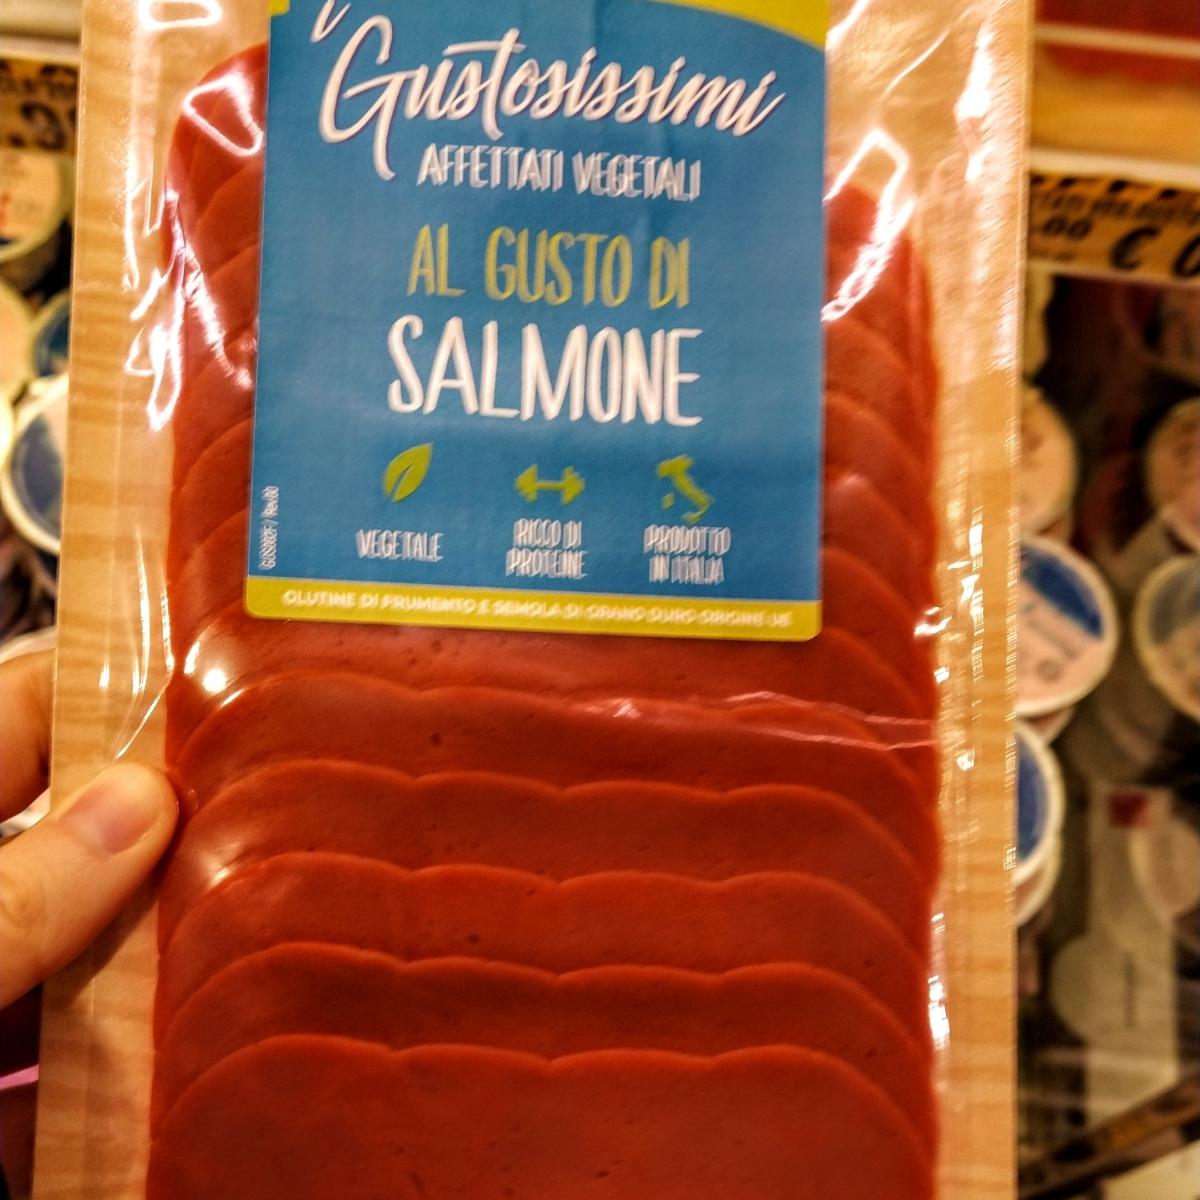 i
Gustosissimi
AFFETTATI VEGETALI
AL GUSTO DI
SALMONE
VEGETALE
RICCO DI
PROTEINE
PRODOTTO
IN ITALIA
GLUTINE DI FRUMENTO E SEMOLA DI GRANO DURO ORIGINE UE
.00 €